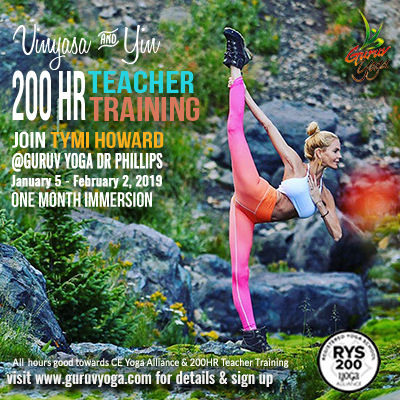 Vinyasa AND Yin
200 HR TEACHER
TRAINING
JOIN TYMI HOWARD
@GURUV YOGA DR PHILLIPS
January 5 - February 2, 2019
ONE MONTH IMMERSION
Guruv
Yoga!
All hours good towards CE Yoga Alliance & 200HR Teacher Training
visit www.guruvyoga.com for details & sign up
REGISTERED YOGA SCHOOL
RYS
200
yoga
ALLIANCE